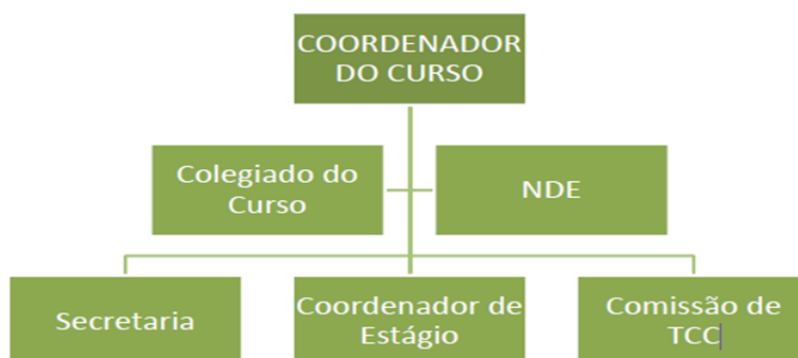 COORDENADOR
DO CURSO
Colegiado do
Curso
NDE
Secretaria
Coordenador de
Estágio
Comissão de
TCC